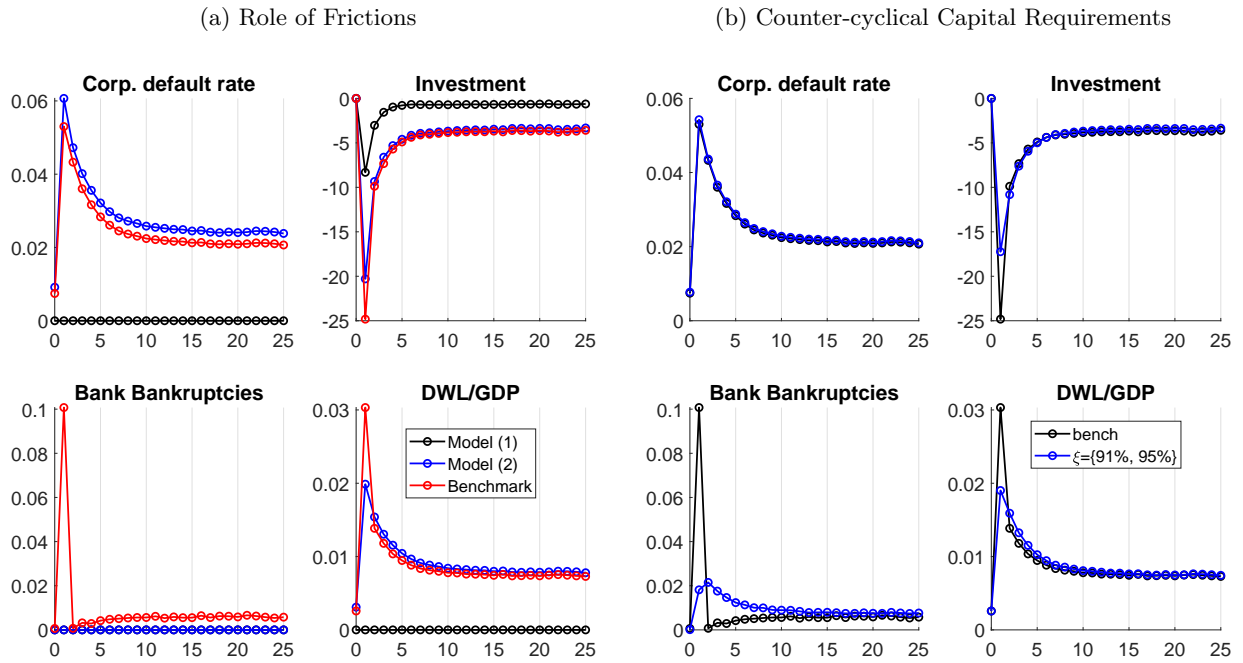 (a) Role of Frictions
(b) Counter-cyclical Capital Requirements
Corp. default rate
0.06
0.04
0.02
0
0 5 10 15 20 25
Investment
0
-5
-10
-15
-20
-25
0 5 10 15 20 25
Corp. default rate
0.06
0.04
0.02
0
0 5 10 15 20 25
Investment
0
-5
-10
-15
-20
-25
0 5 10 15 20 25
Bank Bankruptcies
0.1
0.08
0.06
0.04
0.02
0
0 5 10 15 20 25
DWL/GDP
0.03
0.02
0.01
0
0 5 10 15 20 25
Model (1)
Model (2)
Benchmark
Bank Bankruptcies
0.1
0.08
0.06
0.04
0.02
0
0 5 10 15 20 25
DWL/GDP
0.03
0.02
0.01
0
0 5 10 15 20 25
bench
ξ={91%, 95%}